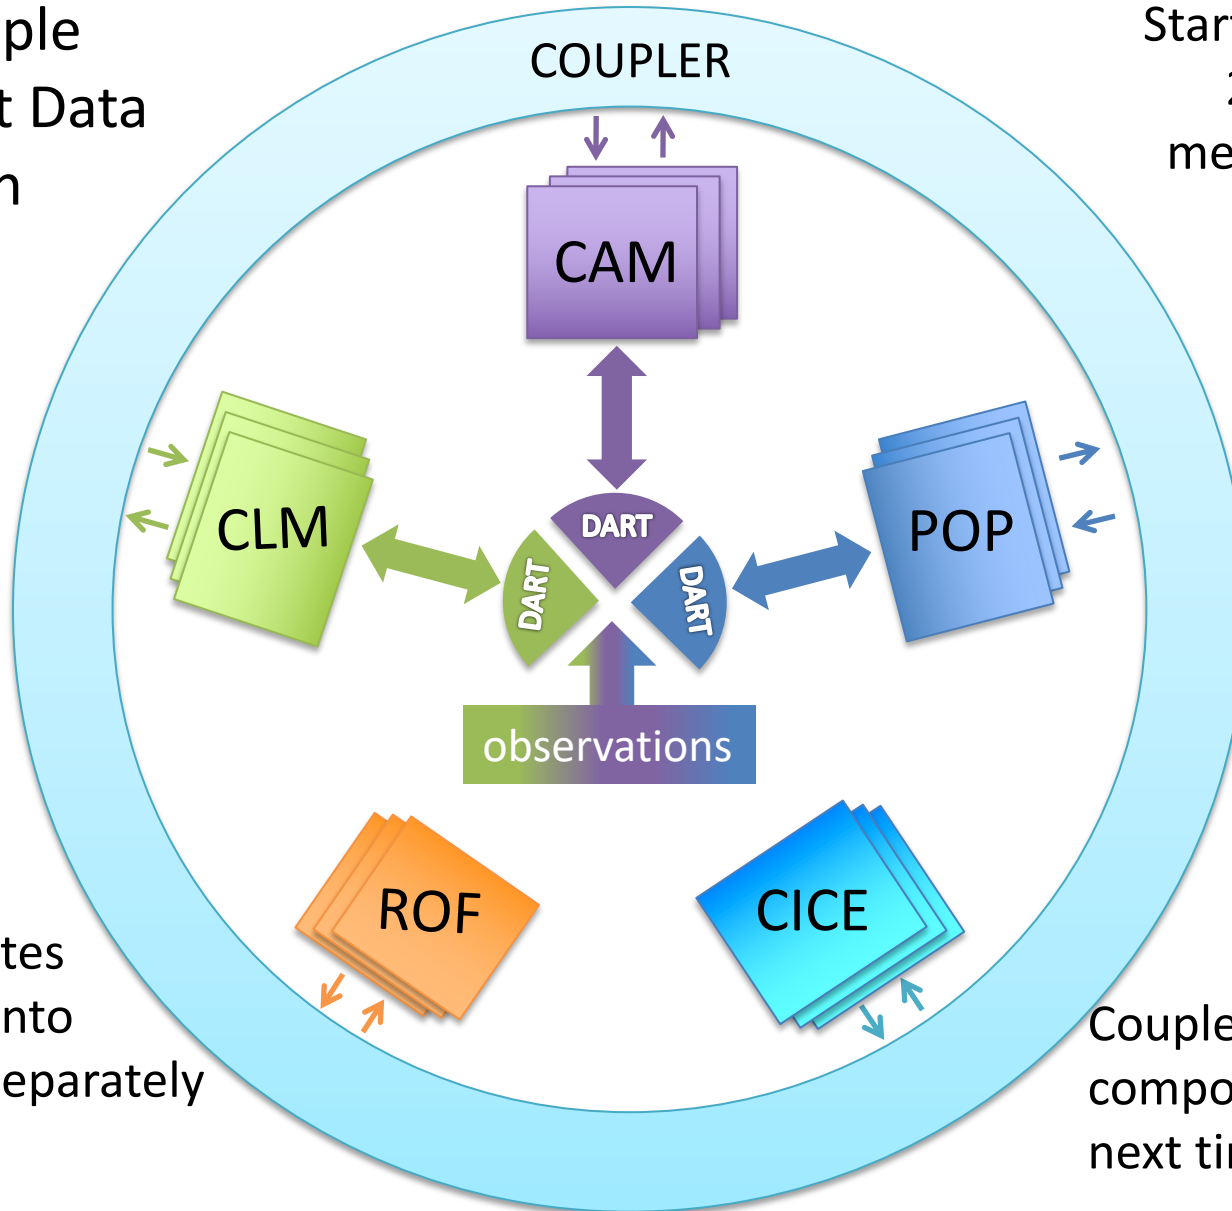 ple
t Data
n
COUPLER
Star
me
CAM
CLM
POP
DART
DART
DART
observations
ROF
CICE
tes
nto
eparately
Couple
compo
next ti